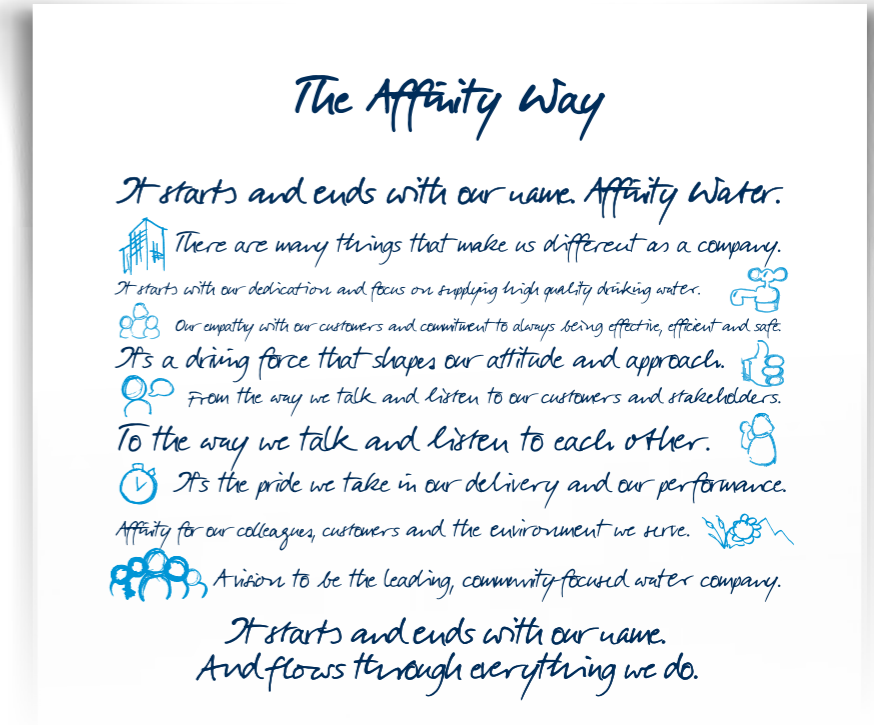 The Affinity Way
It starts and ends with our name. Affinity Water.
There are many things that make us different as a company.
It starts with our dedication and focus on supplying high quality drinking water.
Our empathy with our customers and commitment to always being effective, efficient and safe.
It's a driving force that shapes our attitude and approach.
From the way we talk and listen to our customers and stakeholders.
To the way we talk and listen to each other.
It's the pride we take in our delivery and our performance.
Affinity for our colleagues, customers and the environment we serve.
A vision to be the leading, community-focused water company.
It starts and ends with our name.
And flows through everything we do.